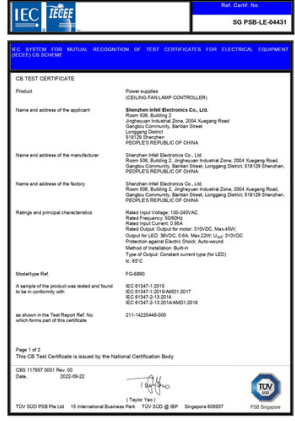 IEC IECEE
Ref. Certif. No.
SG PSB-LE-04431
IEC SYSTEM FOR MUTUAL RECOGNITION OF TEST CERTIFICATES FOR ELECTRICAL EQUIPMENT
(IECEE) CB SCHEME
CB TEST CERTIFICATE
Product Power supplies
(CEILING FAN LAMP CONTROLLER)
Name and address of the applicant Shenzhen Infeli Electronics Co., Ltd.
Room 506, Building 2
Jingheyuan Industrial Zone, 2004 Xuegang Road
Gangtou Community, Bantian Street
Longgang District
518129 Shenzhen
PEOPLE'S REPUBLIC OF CHINA
Name and address of the manufacturer Shenzhen Infeli Electronics Co., Ltd.
Room 506, Building 2, Jingheyuan Industrial Zone, 2004 Xuegang Road,
Gangtou Community, Bantian Street, Longgang District, 518129 Shenzhen,
PEOPLE'S REPUBLIC OF CHINA
Name and address of the factory Shenzhen Infeli Electronics Co., Ltd.
Room 506, Building 2, Jingheyuan Industrial Zone, 2004 Xuegang Road,
Gangtou Community, Bantian Street, Longgang District, 518129 Shenzhen,
PEOPLE'S REPUBLIC OF CHINA
Ratings and principal characteristics Rated Input Voltage: 100-240VAC
Rated Frequency: 50/60Hz
Rated Input Current: 0.95A
Rated Output: Output for motor: 310VDC, Max.45W;
Output for LED: 36VDC, 0.6A, Max.22W, Uout: 310VDC
Protection against Electric Shock: Auto-wound
Method of Installation: Built-in
Type of Output: Constant current type (for LED)
tc: 80°C
Model/type Ref. FG-6890
A sample of the product was tested and found
to be in conformity with
IEC 61347-1:2015
IEC 61347-1:2015/AMD1:2017
IEC 61347-2-13:2014
IEC 61347-2-13:2014/AMD1:2016
as shown in the Test Report Ref. No.
which forms part of this certificate
211-14220446-000
Page 1 of 2
This CB Test Certificate is issued by the National Certification Body
CBS 117957 0001 Rev. 00
Date, 2022-09-22
( Taylor Yao )
TÜV SÜD PSB Pte Ltd 15 International Business Park TÜV SÜD @ IBP Singapore 609937
TÜV
SÜD
PSB Singapore